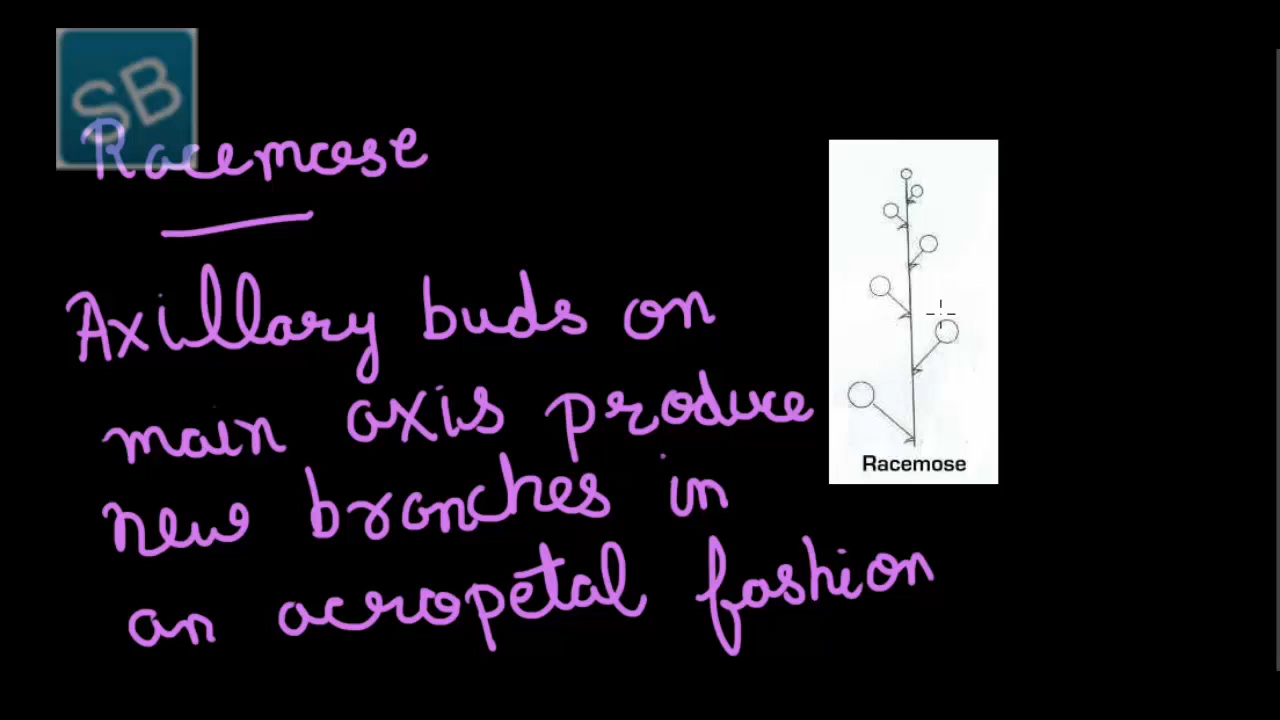 SB
Racemose
Axillary buds on
main axis produce
new branches in
an acropetal fashion
Racemose